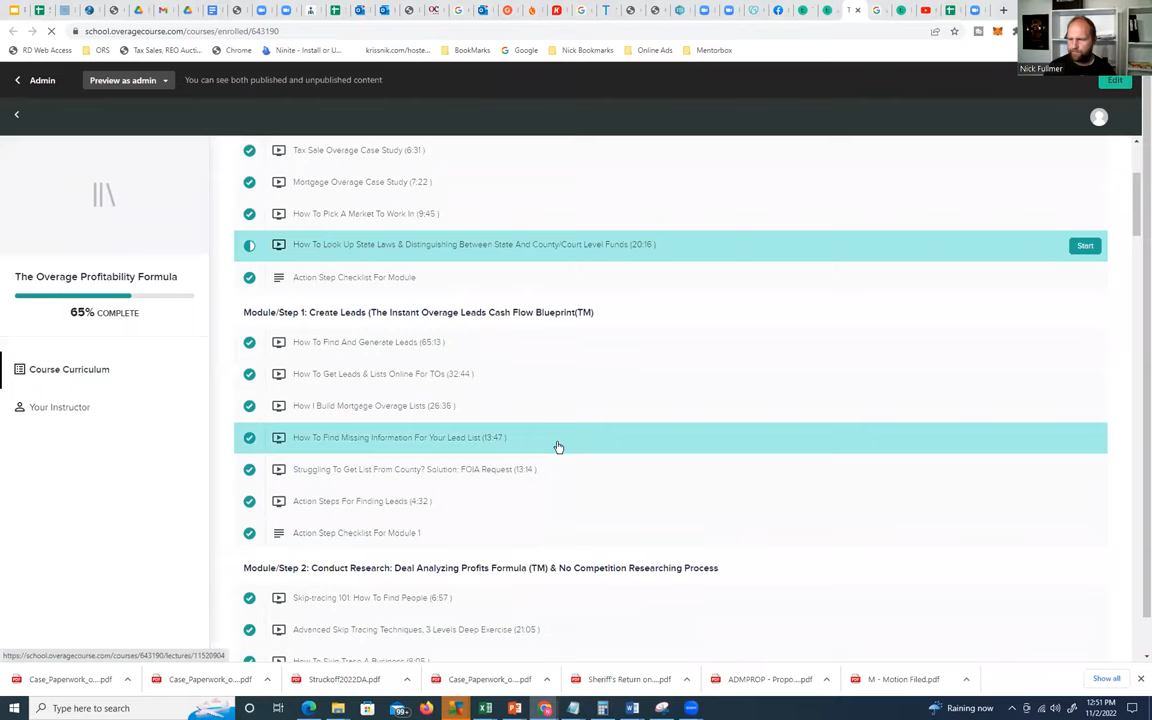 school.overagecourse.com/courses/enrolled/643190
RD Web Access
ORS
Tax Sales, REO Aucti...
Chrome
Ninite - Install or U...
krissnik.com/hoste...
BookMarks
Google
Nick Bookmarks
Online Ads
Mentorbox
Nick Fullmer
Admin
Preview as admin
You can see both published and unpublished content
Edit
Tax Sale Overage Case Study (6:31 )
Mortgage Overage Case Study (7:22 )
How To Pick A Market To Work In (9:45 )
How To Look Up State Laws & Distinguishing Between State And County/Court Level Funds (20:16 )
Start
Action Step Checklist For Module
The Overage Profitability Formula
65% COMPLETE
Course Curriculum
Your Instructor
Module/Step 1: Create Leads (The Instant Overage Leads Cash Flow Blueprint(TM)
How To Find And Generate Leads (65:13 )
How To Get Leads & Lists Online For TOs (32:44 )
How I Build Mortgage Overage Lists (26:36 )
How To Find Missing Information For Your Lead List (13:47 )
Struggling To Get List From County? Solution: FOIA Request (13:14 )
Action Steps For Finding Leads (4:32 )
Action Step Checklist For Module 1
Module/Step 2: Conduct Research: Deal Analyzing Profits Formula (TM) & No Competition Researching Process
Skip-tracing 101: How To Find People (6:57 )
Advanced Skip Tracing Techniques, 3 Levels Deep Exercise (21:05 )
How To Skip Trace A Business (8:05 )
https://school.overagecourse.com/courses/643190/lectures/11520904
Case_Paperwork_o....pdf
Case_Paperwork_o....pdf
Struckoff2022DA.pdf
Case_Paperwork_o....pdf
Sheriff's Return on....pdf
ADMPROP - Propo....pdf
M - Motion Filed.pdf
Show all
Type here to search
99+
Raining now
12:51 PM
11/2/2022